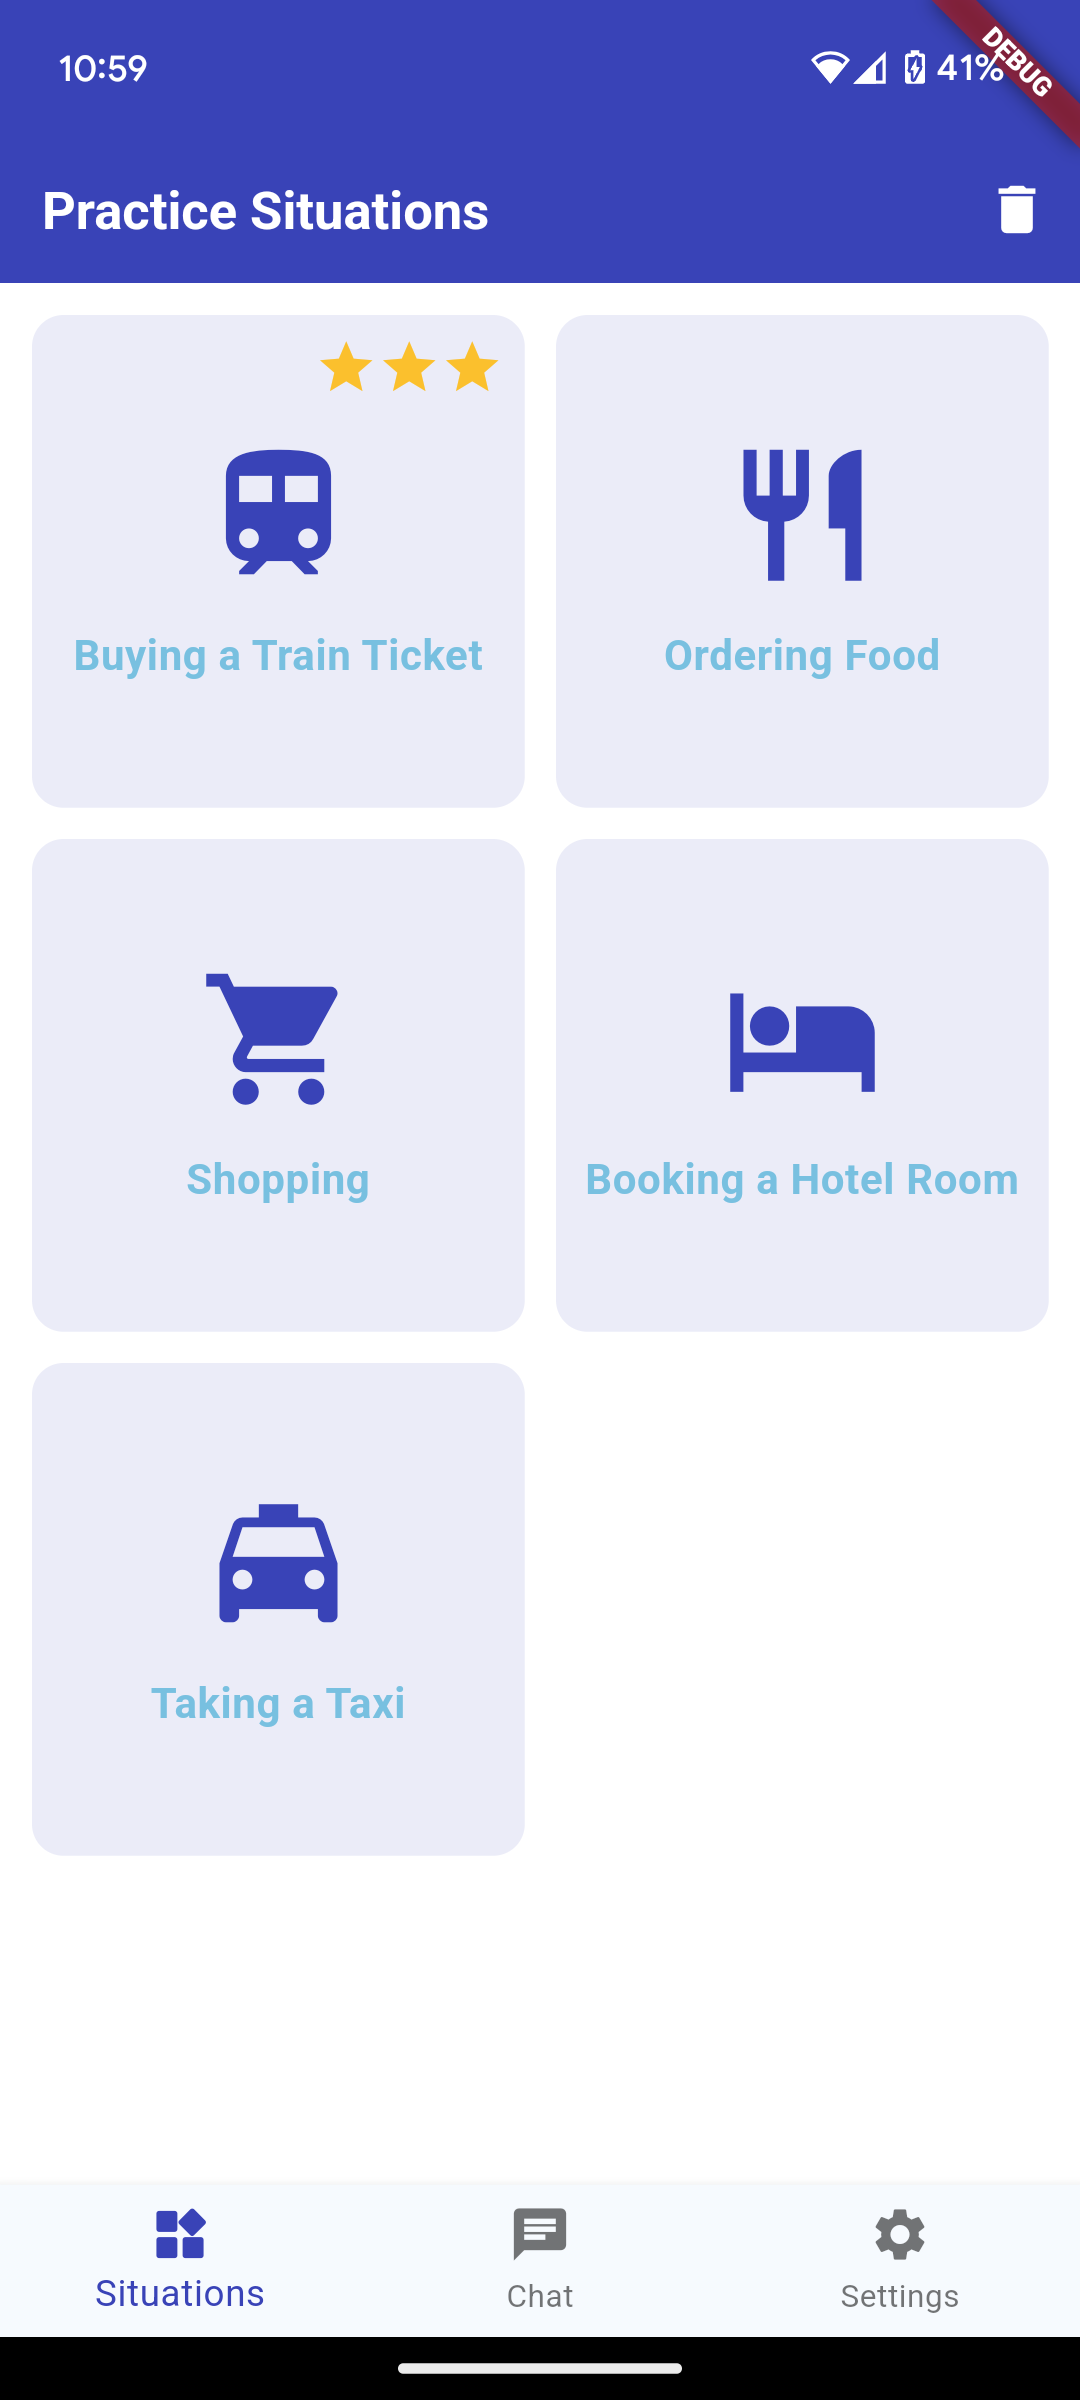 10:59
41%
DEBUG
Practice Situations
Buying a Train Ticket
Ordering Food
Shopping
Booking a Hotel Room
Taking a Taxi
Situations
Chat
Settings